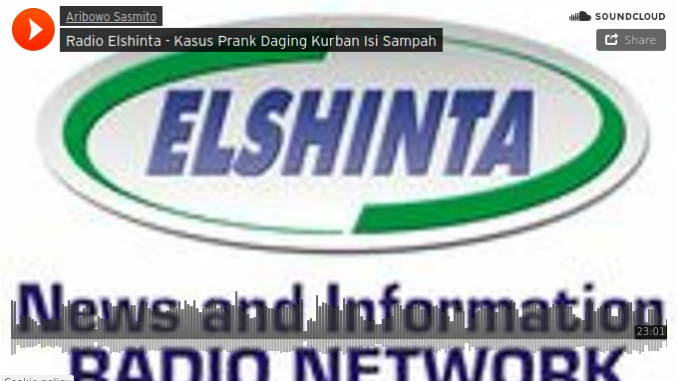 Aribowo Sasmito
SOUNDCLOUD
Radio Elshinta - Kasus Prank Daging Kurban Isi Sampah
Share
ELSHINTA
News and Information
23:01
RADIO NETWORK
Cookie policy